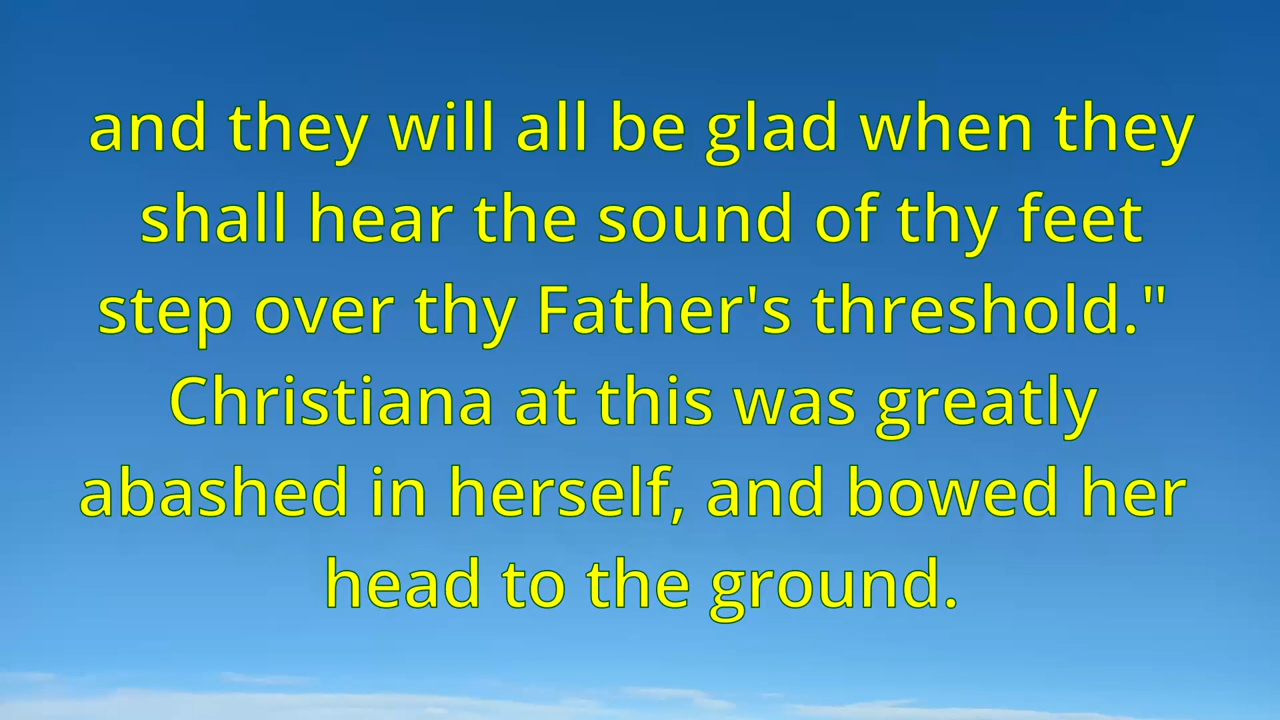 and they will all be glad when they
shall hear the sound of thy feet
step over thy Father's threshold."
Christiana at this was greatly
abashed in herself, and bowed her
head to the ground.